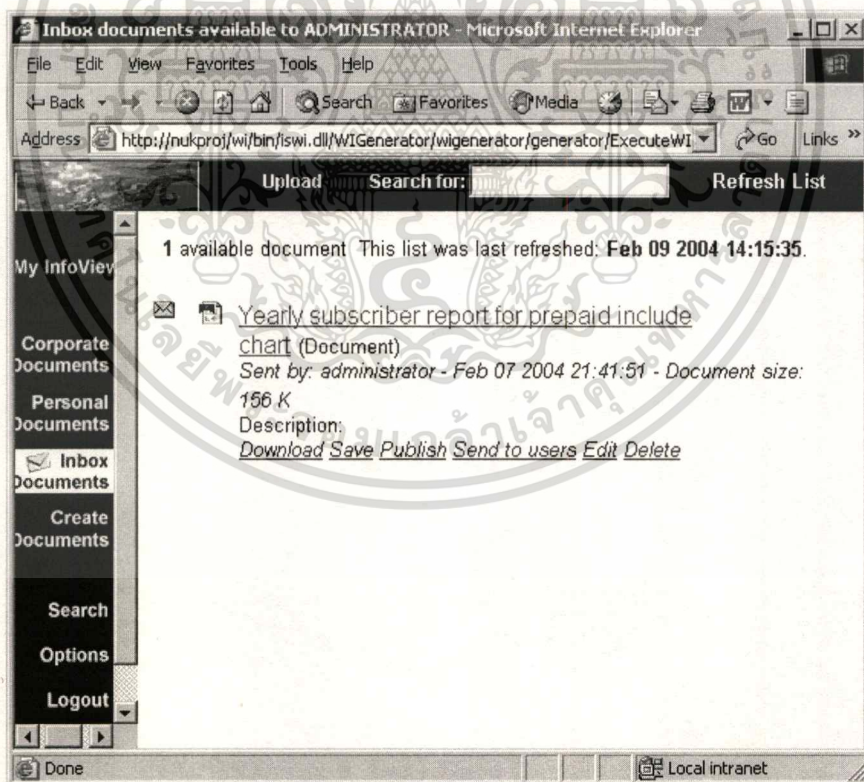 Inbox documents available to ADMINISTRATOR - Microsoft Internet Explorer
File Edit View Favorites Tools Help
Back Search Favorites Media
Address http://nukproj/wi/bin/iswi.dll/WIGenerator/wigenerator/generator/ExecuteWI Go Links »
Upload Search for: Refresh List
1 available document This list was last refreshed: Feb 09 2004 14:15:35.
My InfoView
Yearly subscriber report for prepaid include
chart (Document)
Sent by: administrator - Feb 07 2004 21:41:51 - Document size:
156 K
Description:
Download Save Publish Send to users Edit Delete
Corporate
Documents
Personal
Documents
Inbox
Documents
Create
Documents
Search
Options
Logout
Done Local intranet